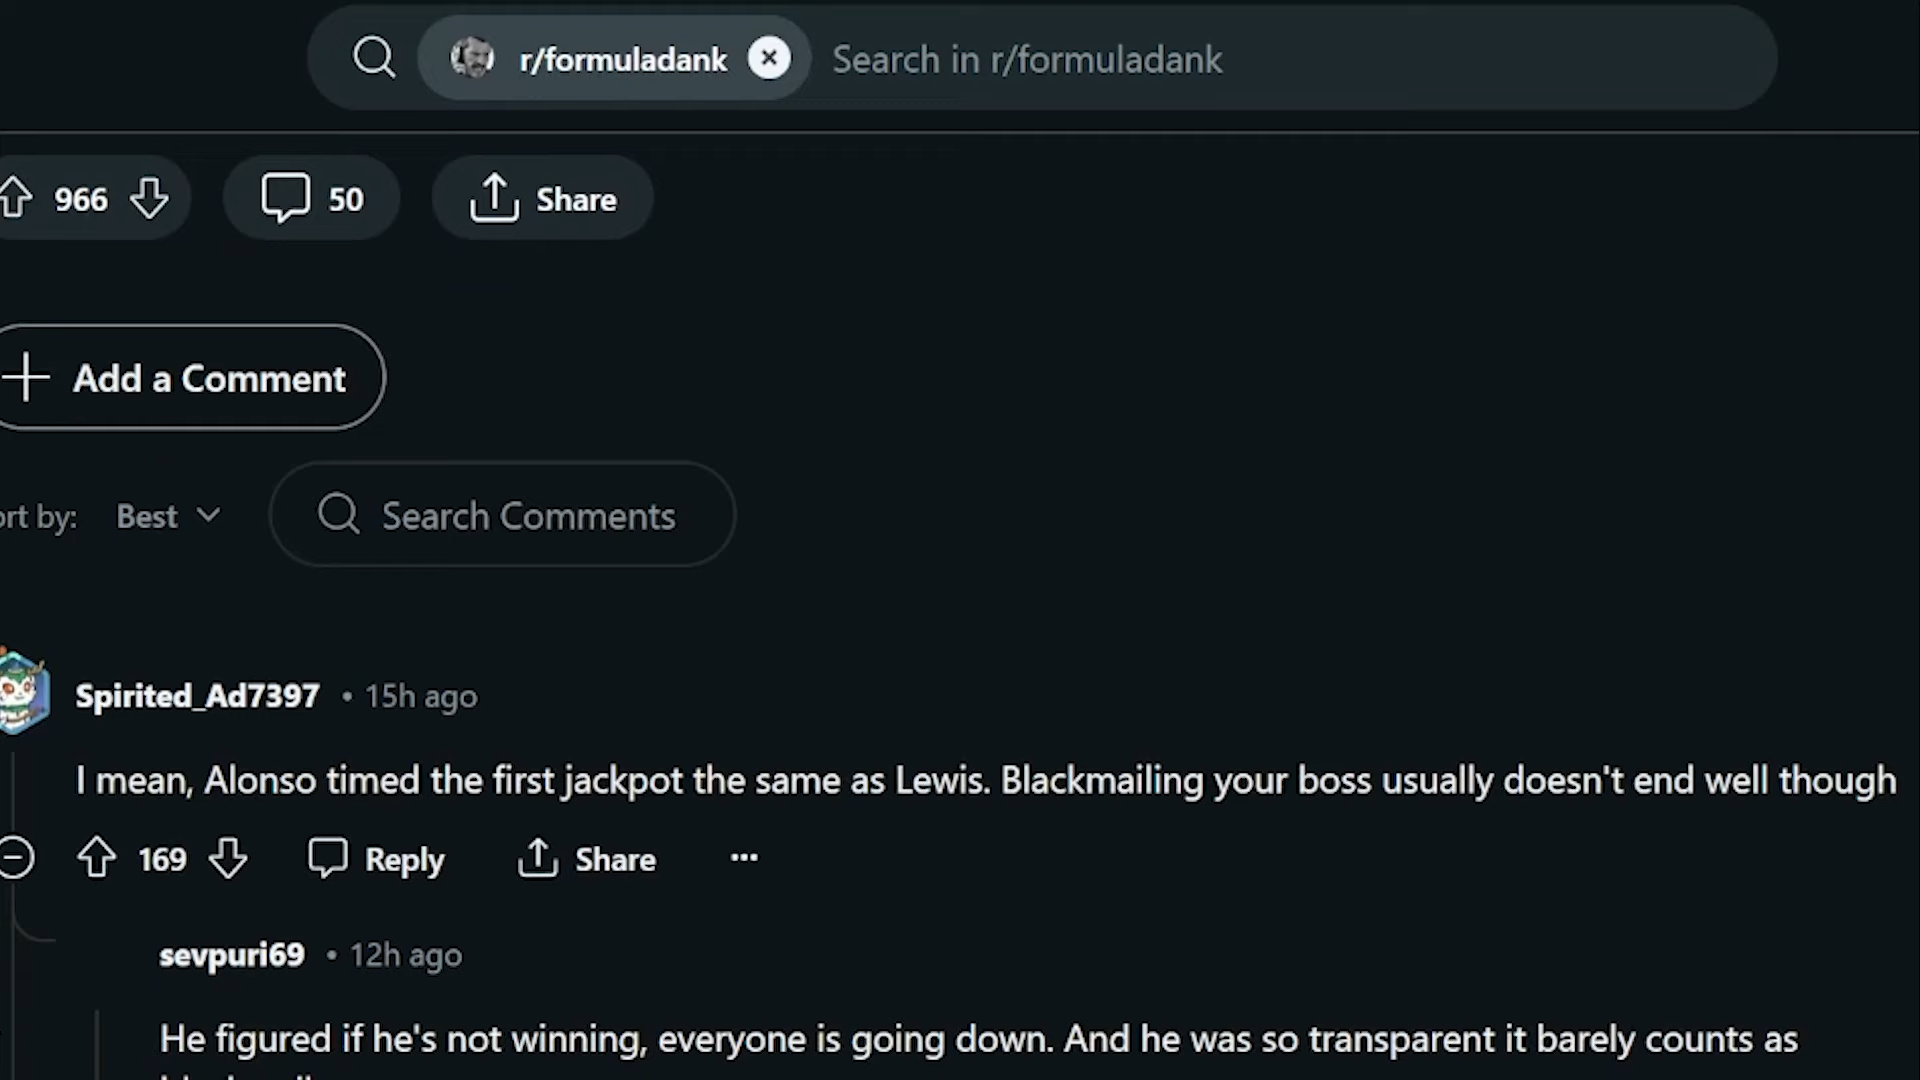 r/formuladank Search in r/formuladank
966 50 Share
Add a Comment
ort by: Best Search Comments
Spirited_Ad7397 • 15h ago
I mean, Alonso timed the first jackpot the same as Lewis. Blackmailing your boss usually doesn't end well though
169 Reply Share ...
sevpuri69 • 12h ago
He figured if he's not winning, everyone is going down. And he was so transparent it barely counts as